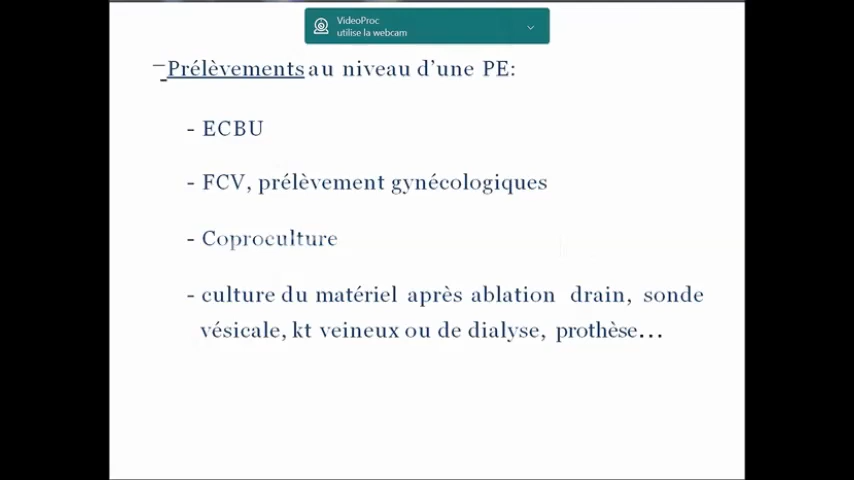 VideoProc
utilise la webcam
Prélèvements au niveau d'une PE:
- ECBU
- FCV, prélèvement gynécologiques
- Coproculture
- culture du matériel après ablation drain, sonde
vésicale, kt veineux ou de dialyse, prothèse...